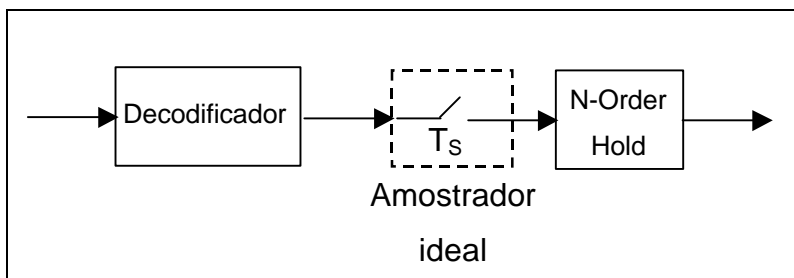 Decodificador
T_S
Amostrador
ideal
N-Order
Hold